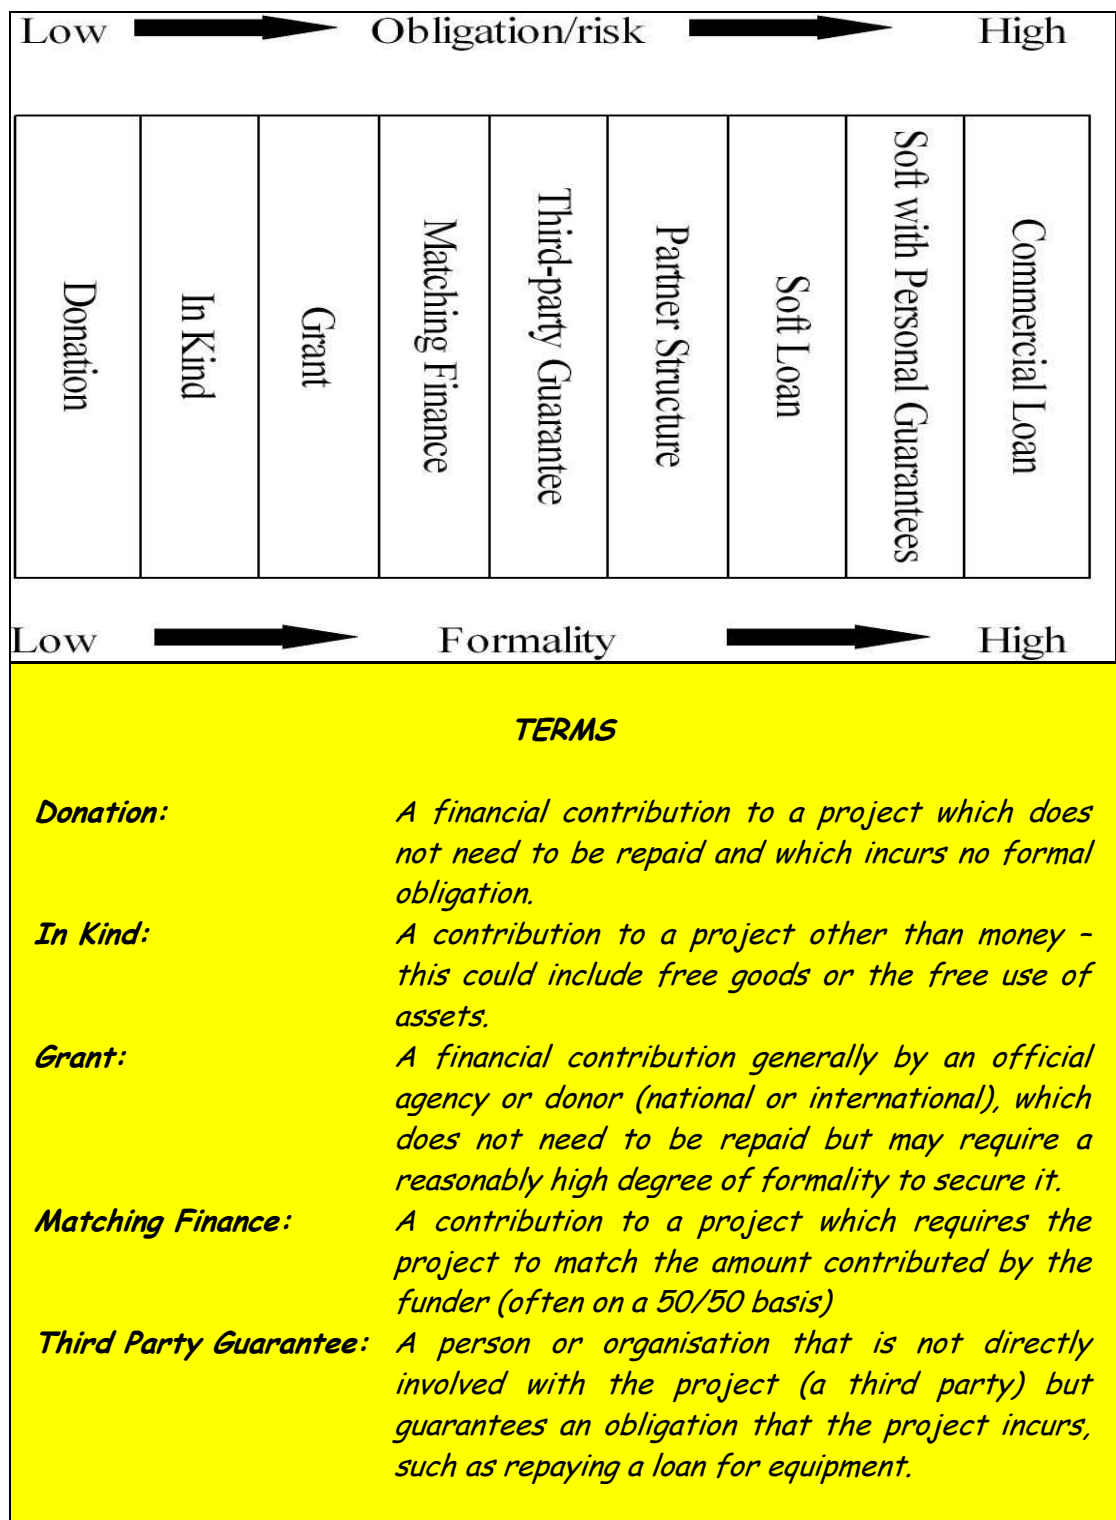 Low Obligation/risk High
Donation
In Kind
Grant
Matching Finance
Third-party Guarantee
Partner Structure
Soft Loan
Soft with Personal Guarantees
Commercial Loan
Low Formality High
TERMS
Donation: A financial contribution to a project which does
not need to be repaid and which incurs no formal
obligation.
In Kind: A contribution to a project other than money –
this could include free goods or the free use of
assets.
Grant: A financial contribution generally by an official
agency or donor (national or international), which
does not need to be repaid but may require a
reasonably high degree of formality to secure it.
Matching Finance: A contribution to a project which requires the
project to match the amount contributed by the
funder (often on a 50/50 basis)
Third Party Guarantee: A person or organisation that is not directly
involved with the project (a third party) but
guarantees an obligation that the project incurs,
such as repaying a loan for equipment.